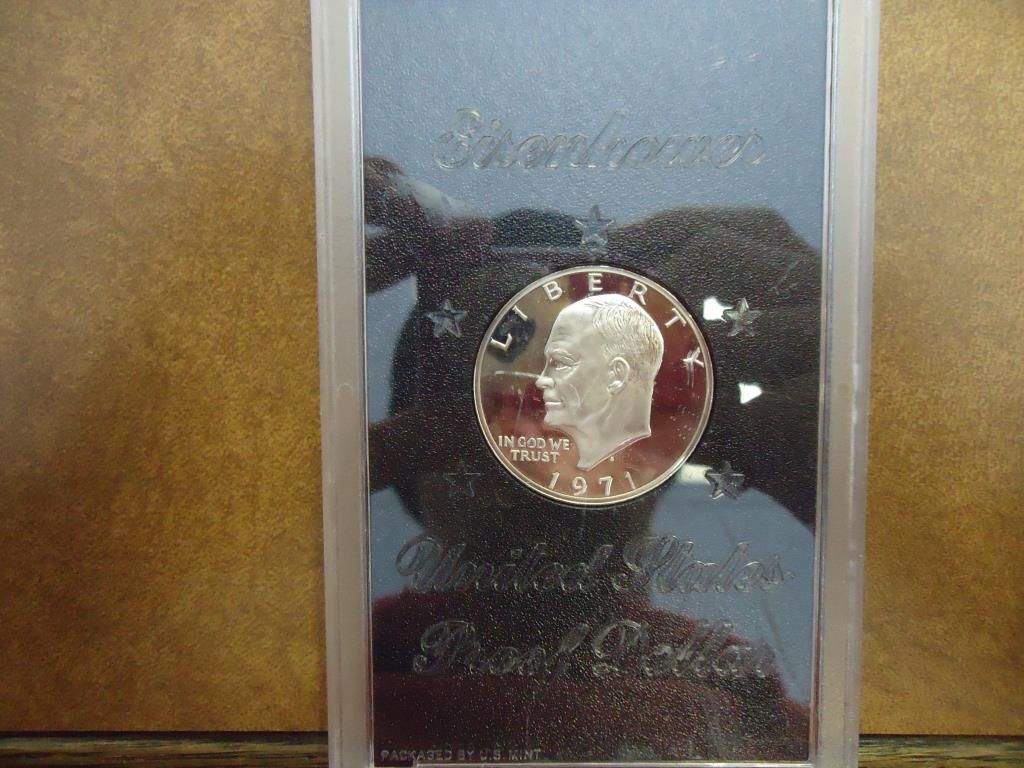 Eisenhower
LIBERTY
IN GOD WE
TRUST
1971
United States
Proof Dollar
PACKAGED BY U.S. MINT